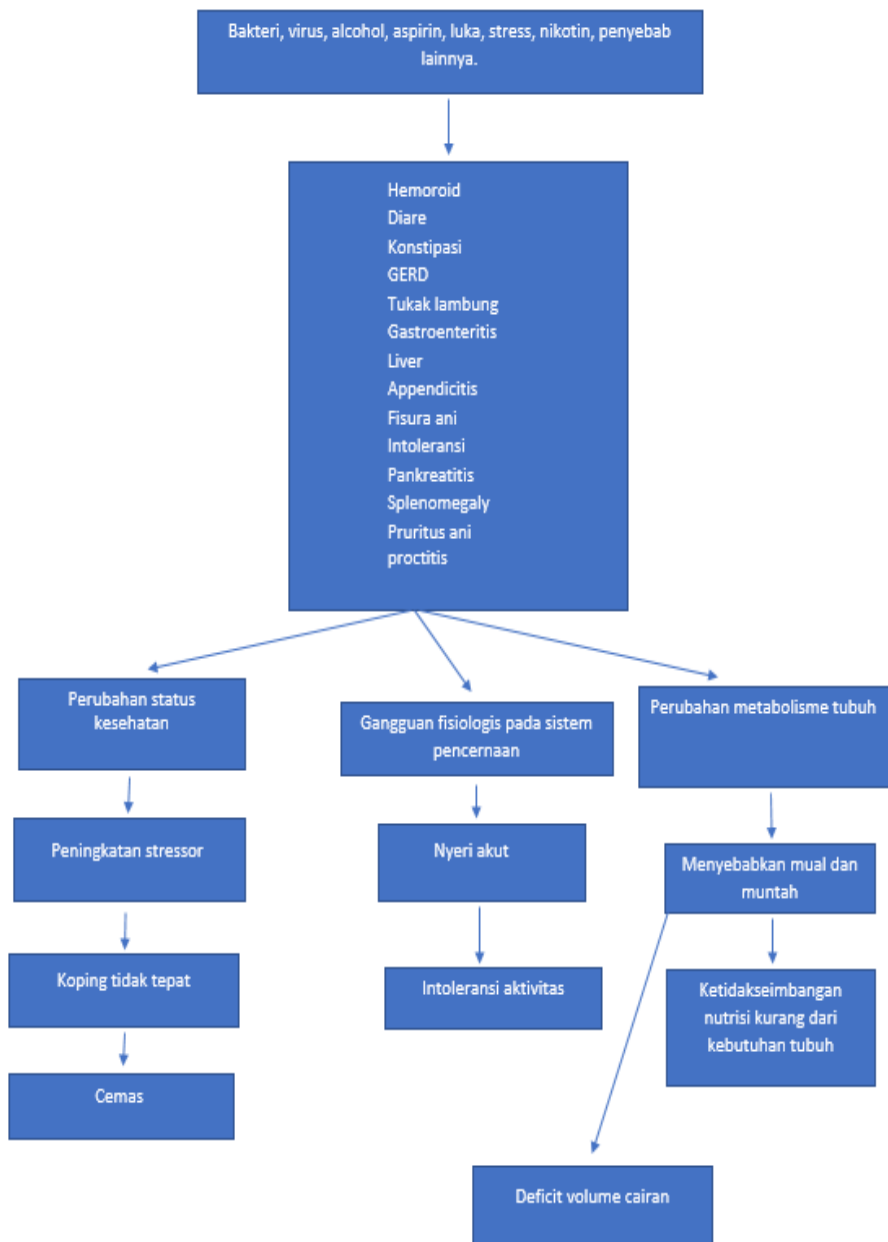 Bakteri, virus, alcohol, aspirin, luka, stress, nikotin, penyebab
lainnya.
Hemoroid
Diare
Konstipasi
GERD
Tukak lambung
Gastroenteritis
Liver
Appendicitis
Fisura ani
Intoleransi
Pankreatitis
Splenomegaly
Pruritus ani
proctitis
Perubahan status
kesehatan
Gangguan fisiologis pada sistem
pencernaan
Perubahan metabolisme tubuh
Peningkatan stressor
Nyeri akut
Menyebabkan mual dan
muntah
Koping tidak tepat
Intoleransi aktivitas
Ketidakseimbangan
nutrisi kurang dari
kebutuhan tubuh
Cemas
Deficit volume cairan